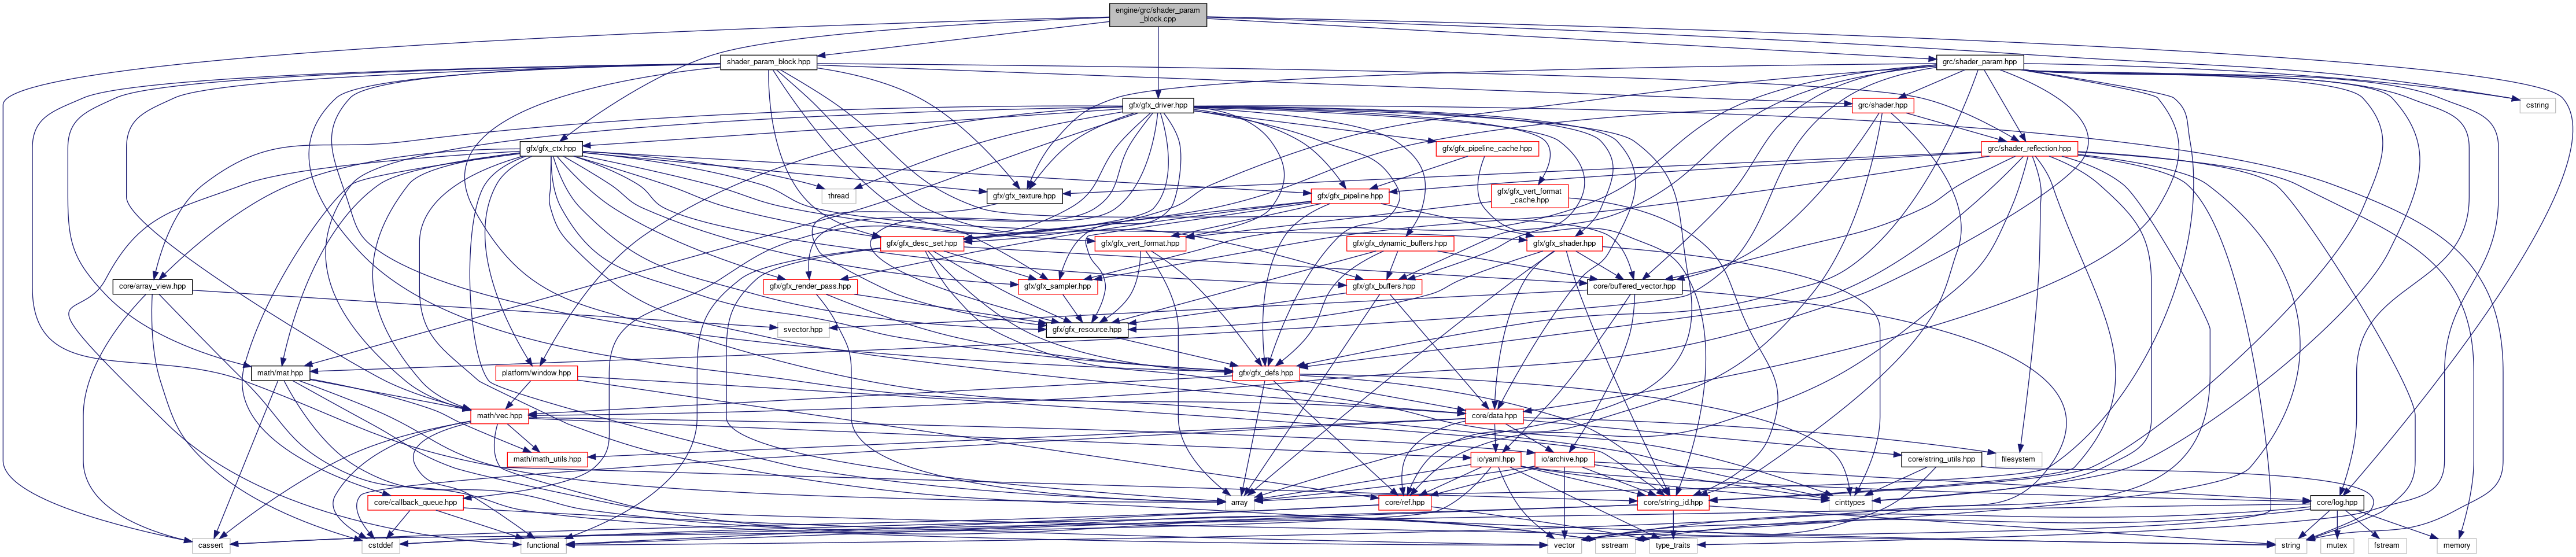 engine/grc/shader_param
_block.cpp
shader_param_block.hpp
grc/shader_param.hpp
gfx/gfx_driver.hpp
grc/shader.hpp
cstring
gfx/gfx_ctx.hpp
gfx/gfx_pipeline_cache.hpp
grc/shader_reflection.hpp
thread
gfx/gfx_texture.hpp
gfx/gfx_pipeline.hpp
gfx/gfx_vert_format
_cache.hpp
gfx/gfx_desc_set.hpp
gfx/gfx_vert_format.hpp
gfx/gfx_dynamic_buffers.hpp
gfx/gfx_shader.hpp
core/array_view.hpp
gfx/gfx_render_pass.hpp
gfx/gfx_sampler.hpp
gfx/gfx_buffers.hpp
core/buffered_vector.hpp
svector.hpp
gfx/gfx_resource.hpp
math/mat.hpp
platform/window.hpp
gfx/gfx_defs.hpp
math/vec.hpp
core/data.hpp
math/math_utils.hpp
io/yaml.hpp
io/archive.hpp
core/string_utils.hpp
filesystem
core/callback_queue.hpp
array
core/ref.hpp
core/string_id.hpp
cinttypes
core/log.hpp
cassert
cstddef
functional
vector
sstream
type_traits
string
mutex
fstream
memory